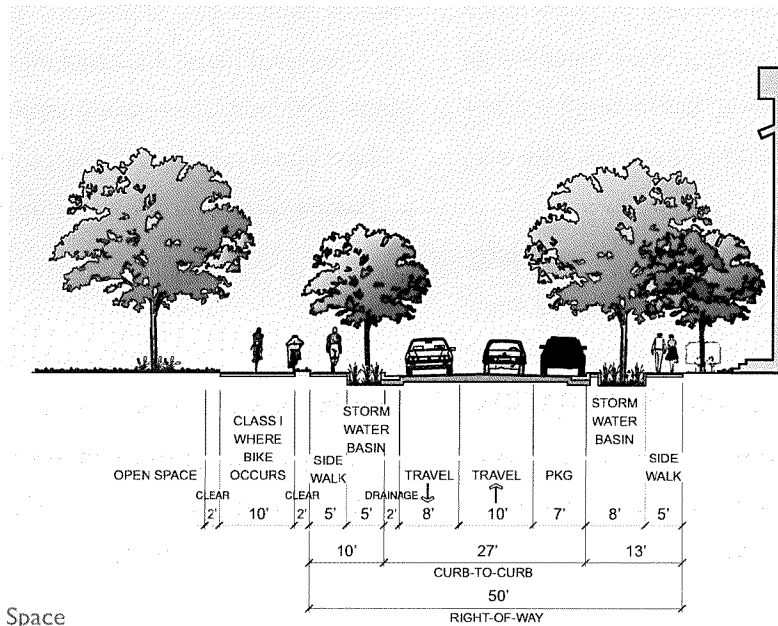 OPEN SPACE
CLEAR
2'
CLASS I
WHERE
BIKE
OCCURS
10'
CLEAR
2'
SIDE
WALK
5'
STORM
WATER
BASIN
5'
DRAINAGE
2'
TRAVEL
8'
TRAVEL
10'
PKG
7'
STORM
WATER
BASIN
8'
SIDE
WALK
5'
10'
27'
13'
CURB-TO-CURB
50'
RIGHT-OF-WAY
Space